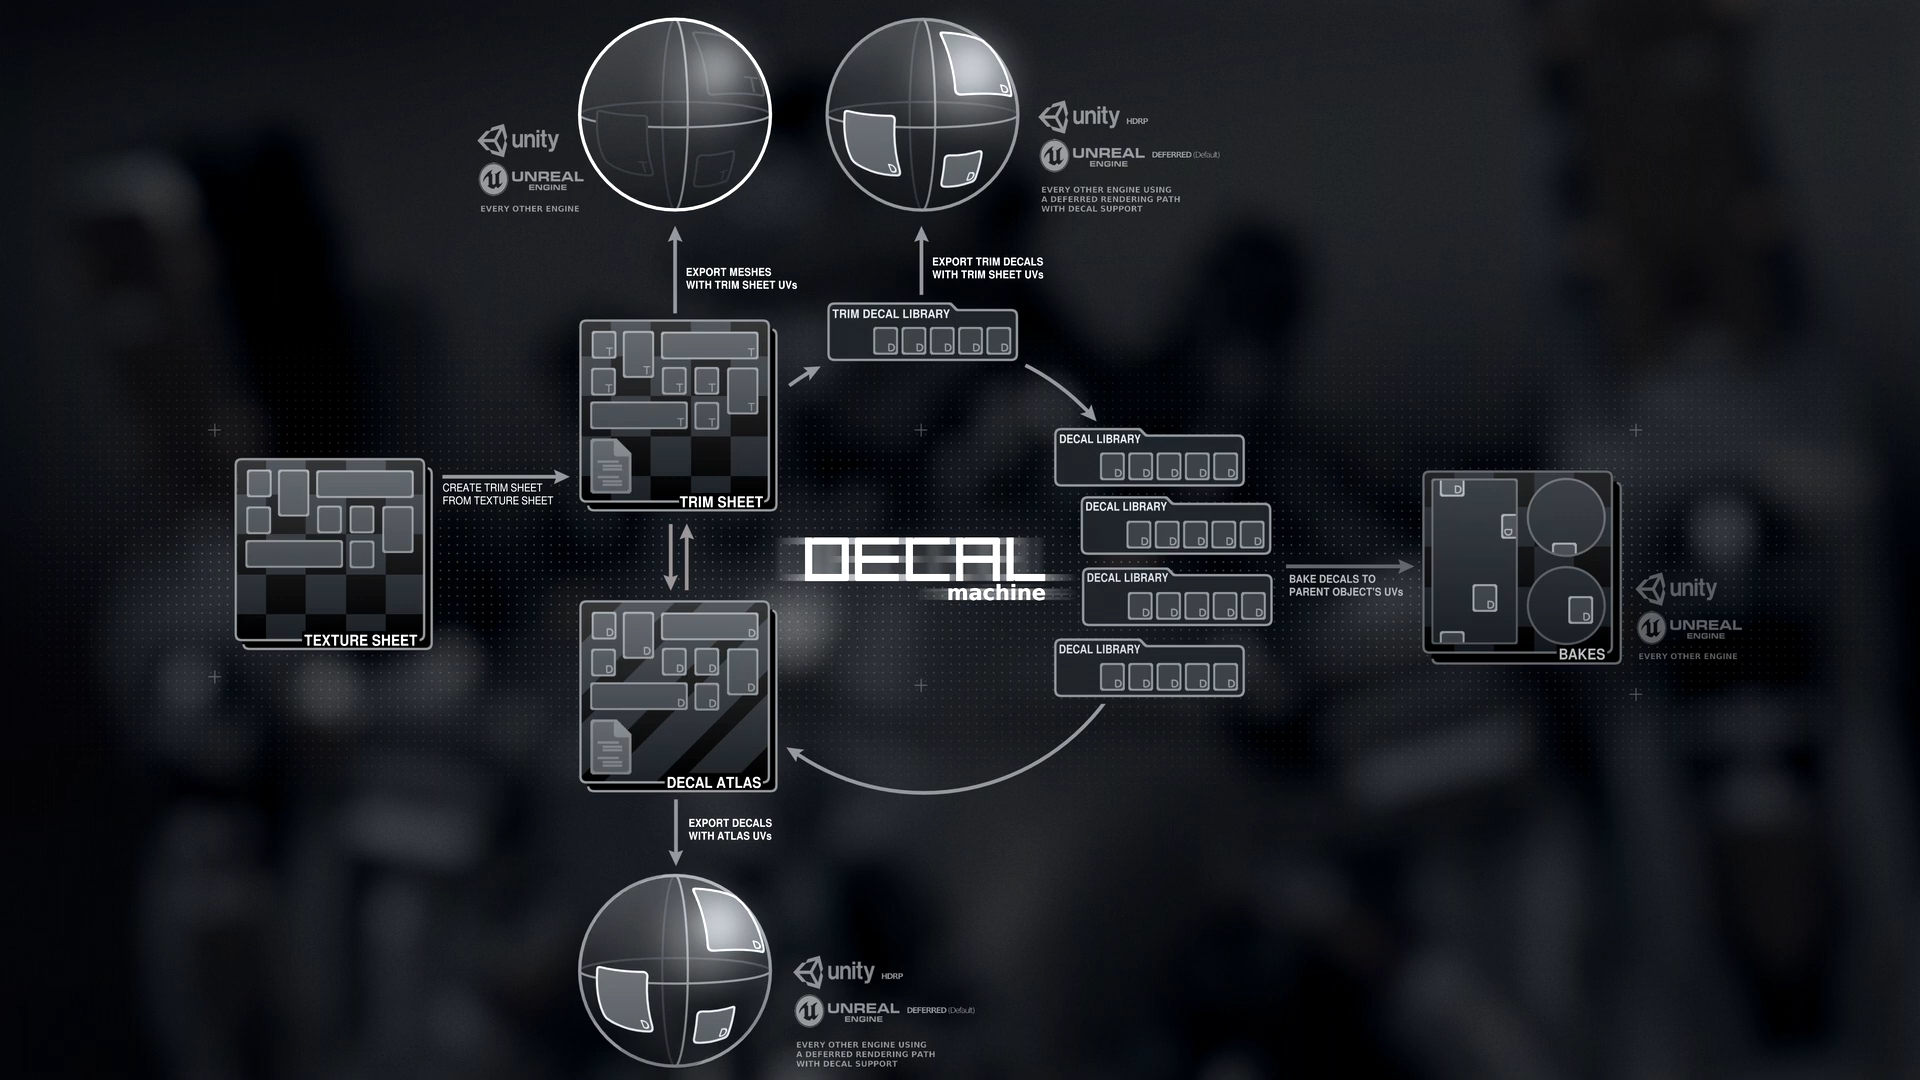 unity
UNREAL
ENGINE
EVERY OTHER ENGINE
T
T
T
D
D
D
unity HDRP
UNREAL
ENGINE
DEFERRED (Default)
EVERY OTHER ENGINE USING
A DEFERRED RENDERING PATH
WITH DECAL SUPPORT
EXPORT MESHES
WITH TRIM SHEET UVs
EXPORT TRIM DECALS
WITH TRIM SHEET UVs
TRIM DECAL LIBRARY
D D D D D
T T T
T T T T
T T
TRIM SHEET
CREATE TRIM SHEET
FROM TEXTURE SHEET
TEXTURE SHEET
DECAL
machine
DECAL LIBRARY
D D D D D
DECAL LIBRARY
D D D D D
DECAL LIBRARY
D D D D D
DECAL LIBRARY
D D D D D
BAKE DECALS TO
PARENT OBJECT'S UVs
D
D
D
D
BAKES
unity
UNREAL
ENGINE
EVERY OTHER ENGINE
D D D
D D D D
D D
DECAL ATLAS
EXPORT DECALS
WITH ATLAS UVs
D
D
D
unity HDRP
UNREAL
ENGINE
DEFERRED (Default)
EVERY OTHER ENGINE USING
A DEFERRED RENDERING PATH
WITH DECAL SUPPORT